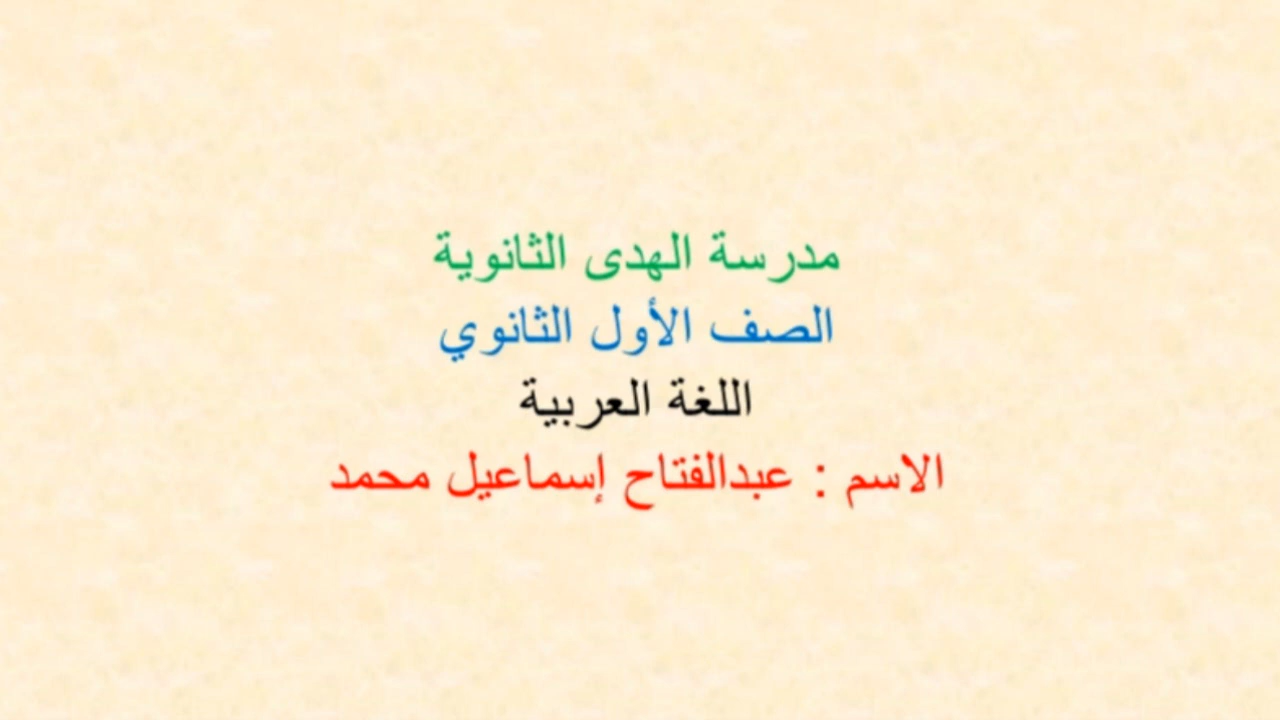 مدرسة الهدى الثانوية
الصف الأول الثانوي
اللغة العربية
الاسم : عبدالفتاح إسماعيل محمد